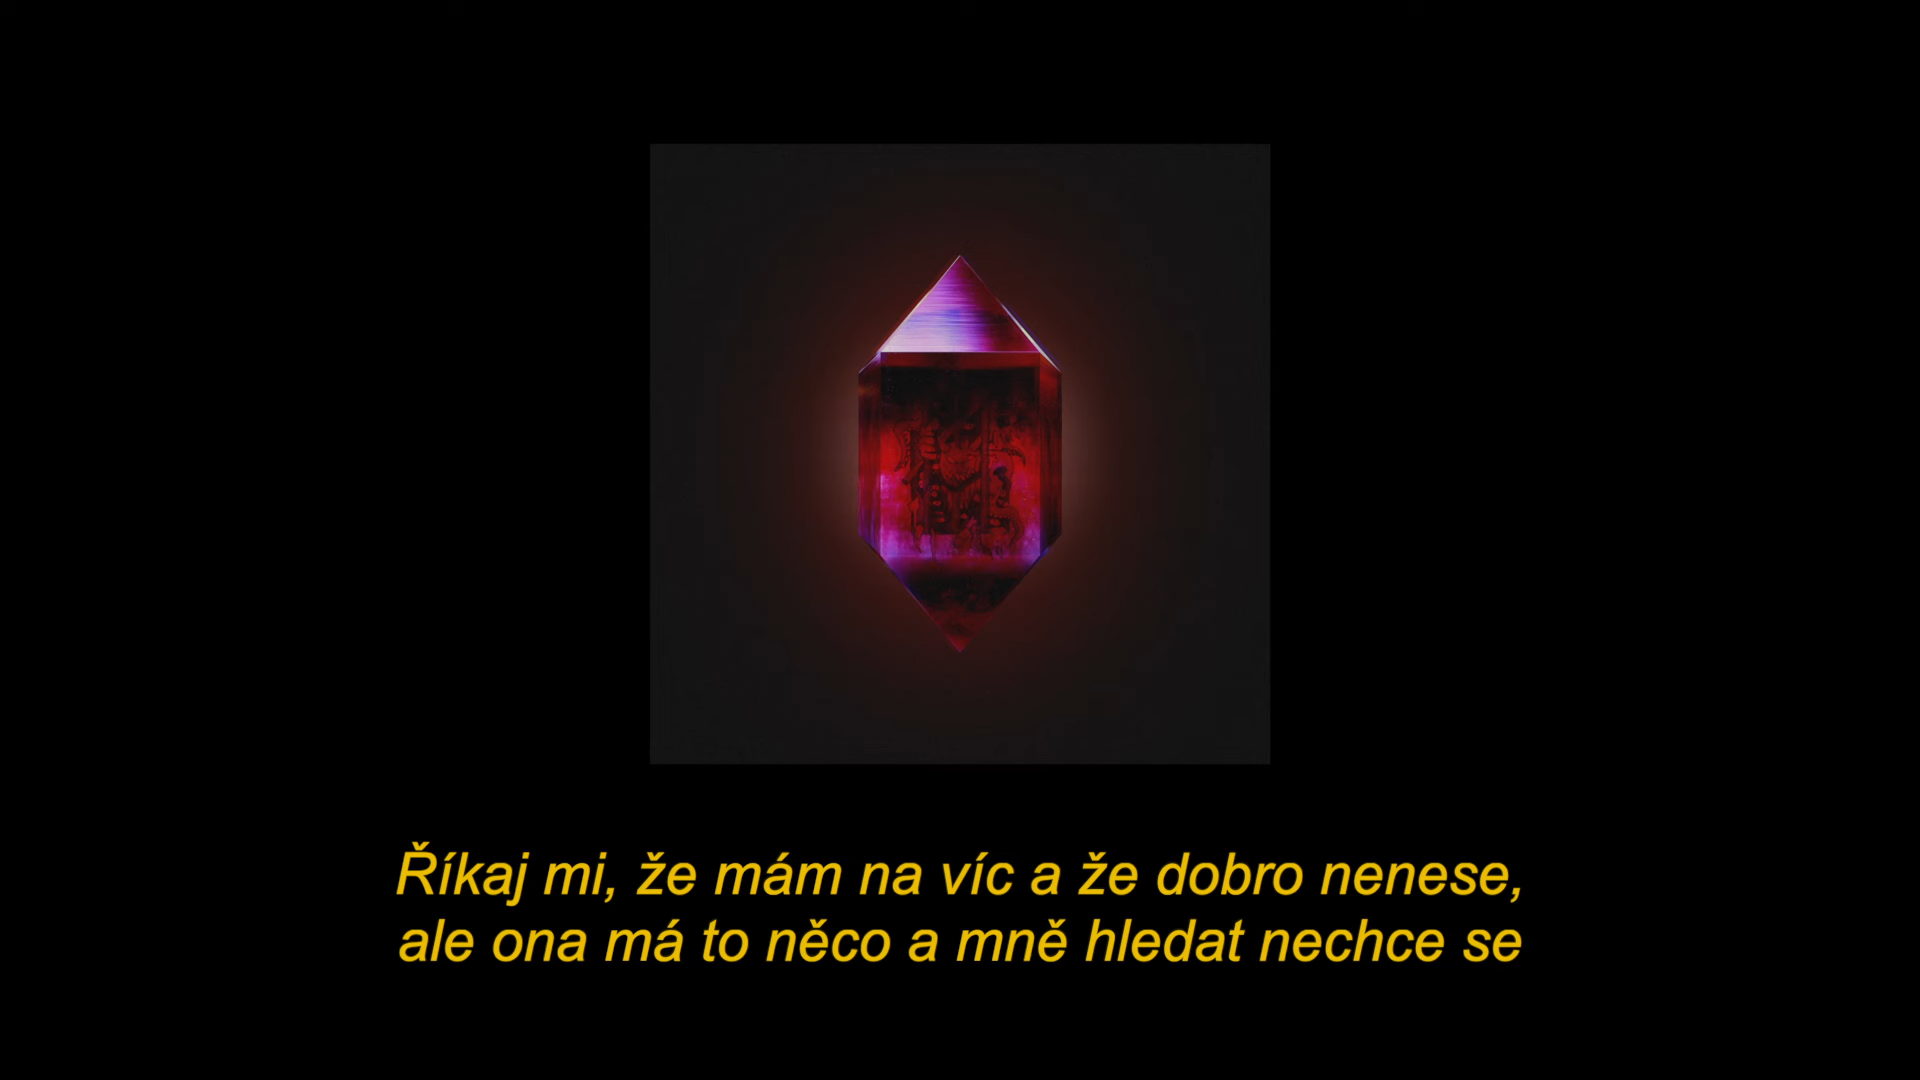 Říkaj mi, že mám na víc a že dobro nenese,
ale ona má to něco a mně hledat nechce se